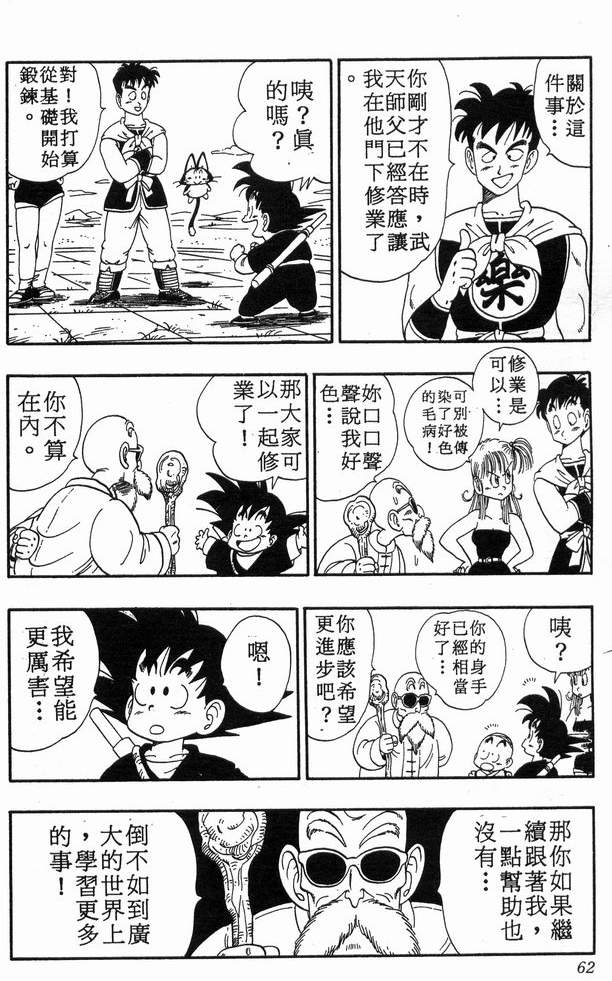 關於這
件事…
你剛才不在時，武
天師父已經答應讓
我在他門下修業了
。
樂
咦？眞
的嗎？
對！我打算
從基礎開始
鍛鍊。
修業是
可以…
可別被傳
染了好色
的毛病！
妳口口聲
聲說我好
色…
那大家可
以一起修
業了！
你不算
在內。
咦？
你的身手
已經相當
好了…
你應該希望
更進步吧？
嗯！
我希望能
更厲害…
那你如果繼
續跟著我，
一點幫助也
沒有…
倒不如到廣
大的世界上
，學習更多
的事！
62